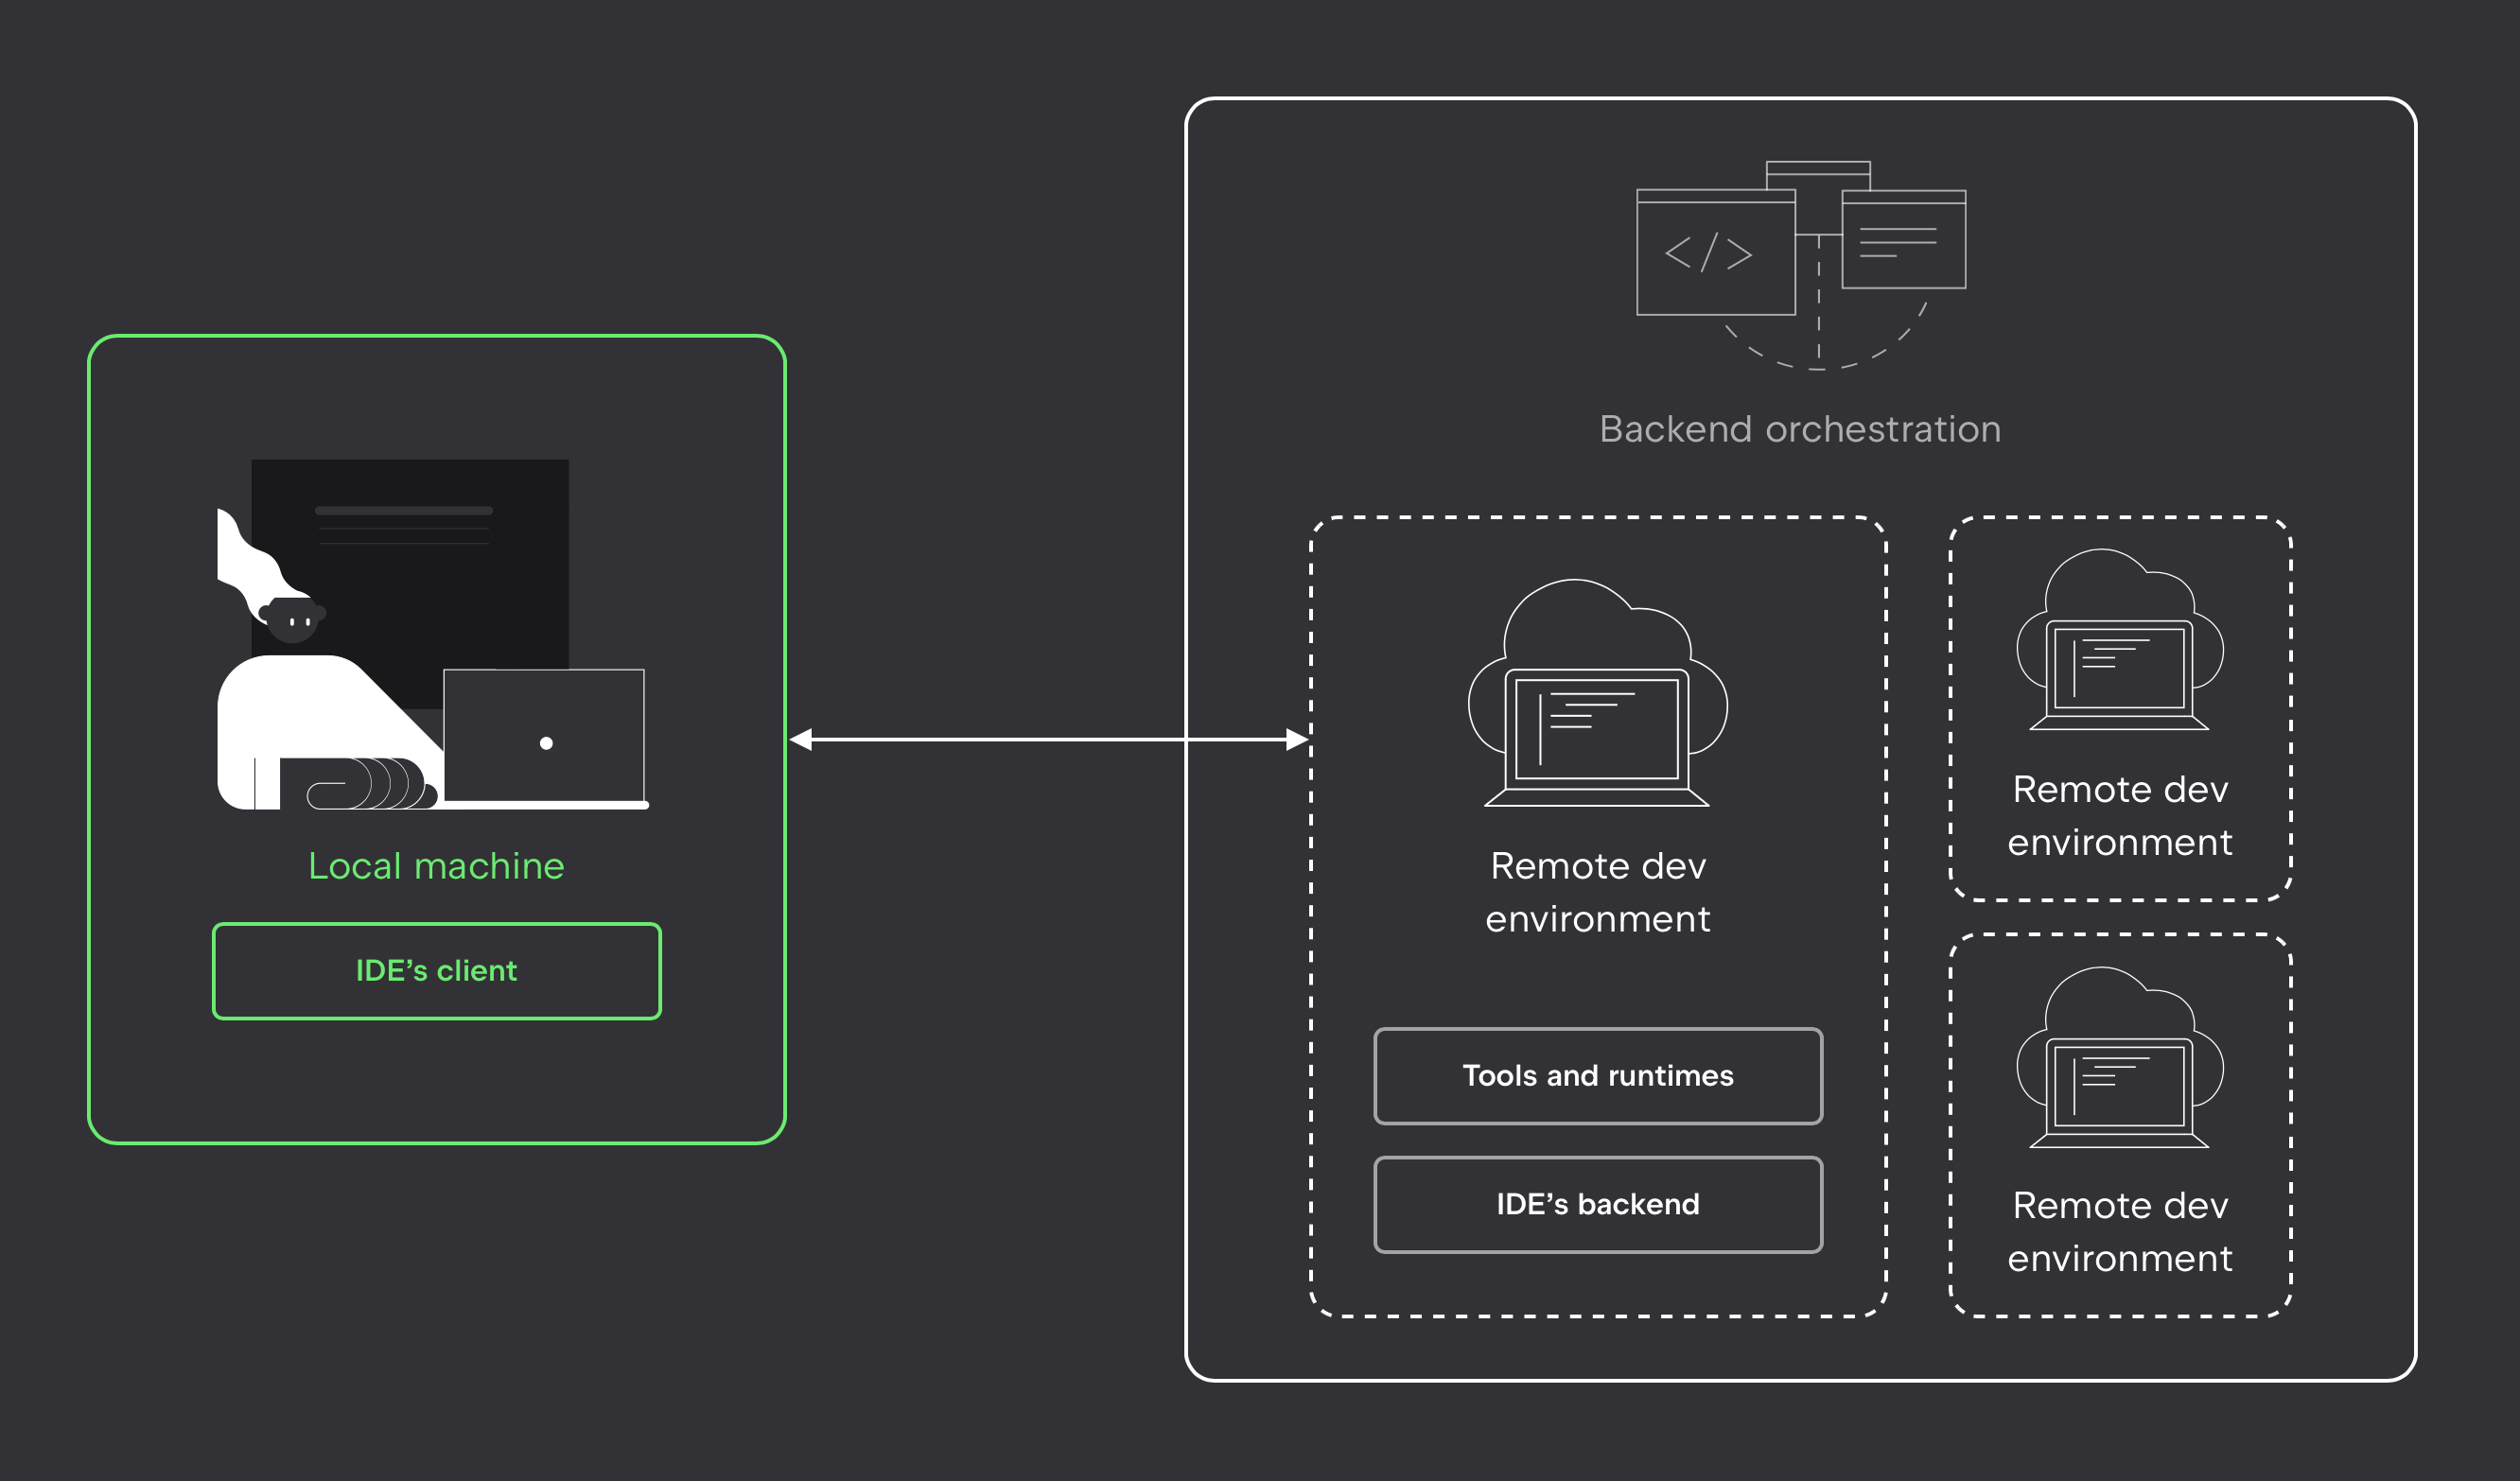 Local machine
IDE’s client
Backend orchestration
</>
Remote dev
environment
Tools and runtimes
IDE’s backend
Remote dev
environment
Remote dev
environment